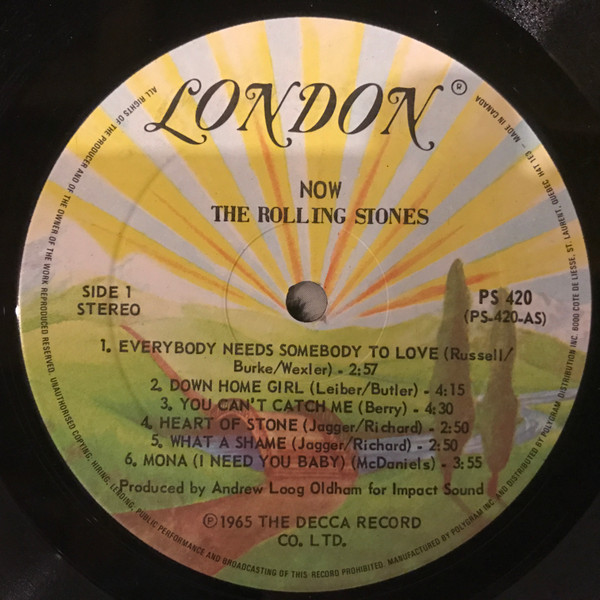 LONDON®
NOW
THE ROLLING STONES
SIDE 1
STEREO
PS 420
(PS-420-AS)
1. EVERYBODY NEEDS SOMEBODY TO LOVE (Russell/
Burke/Wexler) - 2:57
2. DOWN HOME GIRL (Leiber/Butler) - 4:15
3. YOU CAN'T CATCH ME (Berry) - 4:30
4. HEART OF STONE (Jagger/Richard) - 2:50
5. WHAT A SHAME (Jagger/Richard) - 2:50
6. MONA (I NEED YOU BABY) (McDaniels) - 3:55
Produced by Andrew Loog Oldham for Impact Sound
℗1965 THE DECCA RECORD
CO. LTD.
ALL RIGHTS OF THE PRODUCER AND OF THE OWNER OF THE WORK REPRODUCED RESERVED. UNAUTHORISED COPYING, HIRING, LENDING, PUBLIC PERFORMANCE AND BROADCASTING OF THIS RECORD PROHIBITED. MANUFACTURED BY POLYGRAM INC. AND DISTRIBUTED BY POLYGRAM DISTRIBUTION INC. 6000 COTE DE LIESSE, ST. LAURENT, QUEBEC H4T 1E3 - MADE IN CANADA